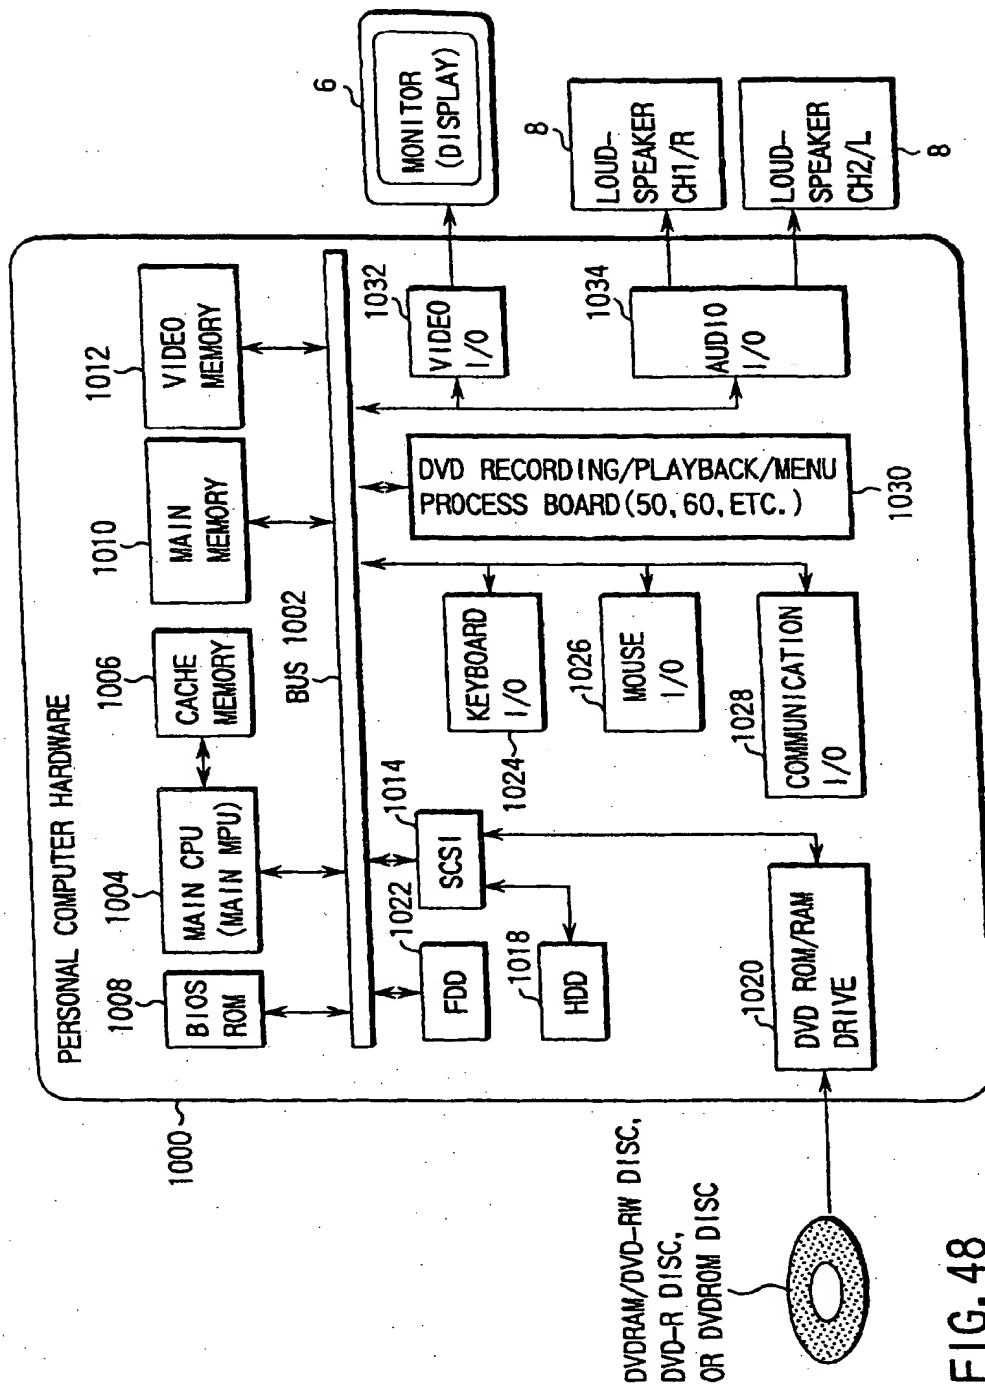 PERSONAL COMPUTER HARDWARE
1000
1008
BIOS
ROM
1004
MAIN CPU
(MAIN MPU)
1006
CACHE
MEMORY
1010
MAIN
MEMORY
1012
VIDEO
MEMORY
BUS 1002
1022
FDD
1014
SCSI
1018
HDD
1020
DVD ROM/RAM
DRIVE
1024
KEYBOARD
I/O
1026
MOUSE
I/O
1028
COMMUNICATION
I/O
DVD RECORDING/PLAYBACK/MENU
PROCESS BOARD(50,60,ETC.)
1030
1032
VIDEO
I/O
1034
AUDIO
I/O
6
MONITOR
(DISPLAY)
8
LOUD-
SPEAKER
CH1/R
LOUD-
SPEAKER
CH2/L
8
DVDRAM/DVD-RW DISC,
DVD-R DISC,
OR DVDROM DISC
FIG. 48